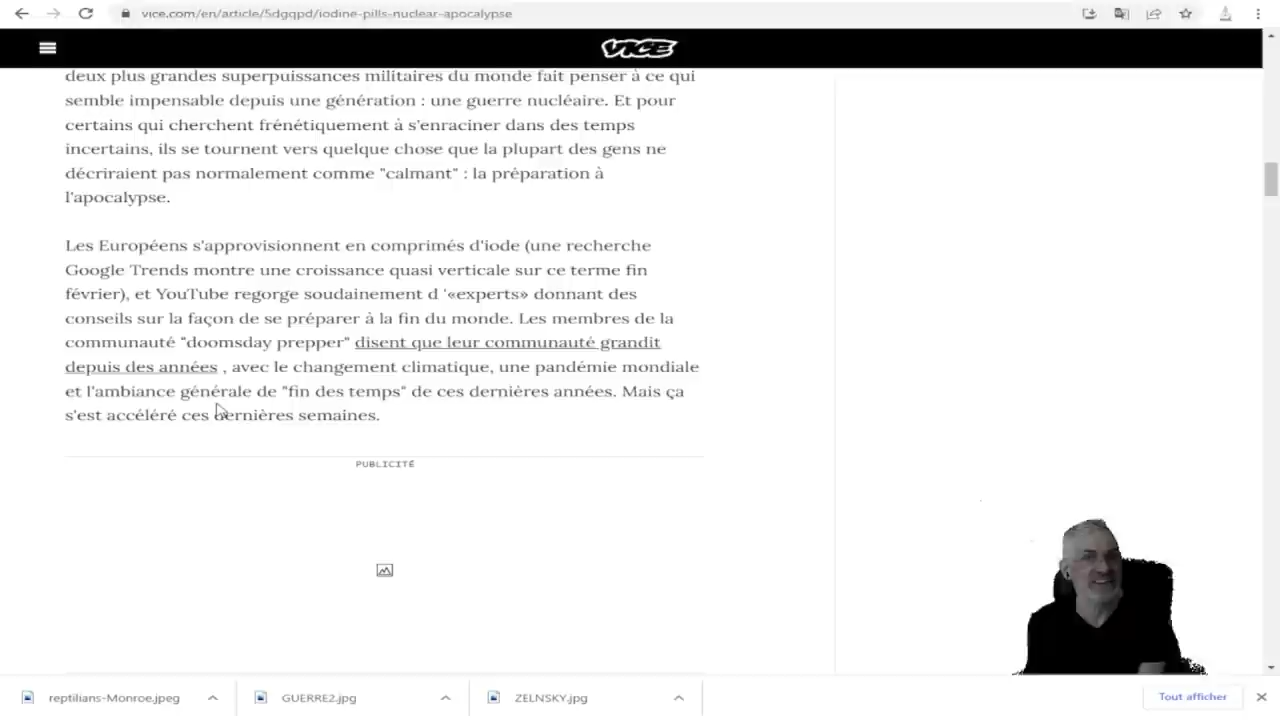 vice.com/en/article/5dgqpd/iodine-pills-nuclear-apocalypse
VICE
deux plus grandes superpuissances militaires du monde fait penser à ce qui
semble impensable depuis une génération : une guerre nucléaire. Et pour
certains qui cherchent frénétiquement à s'enraciner dans des temps
incertains, ils se tournent vers quelque chose que la plupart des gens ne
décriraient pas normalement comme "calmant" : la préparation à
l'apocalypse.
Les Européens s'approvisionnent en comprimés d'iode (une recherche
Google Trends montre une croissance quasi verticale sur ce terme fin
février), et YouTube regorge soudainement d '«experts» donnant des
conseils sur la façon de se préparer à la fin du monde. Les membres de la
communauté "doomsday prepper" disent que leur communauté grandit
depuis des années , avec le changement climatique, une pandémie mondiale
et l'ambiance générale de "fin des temps" de ces dernières années. Mais ça
s'est accéléré ces dernières semaines.
PUBLICITÉ
reptilians-Monroe.jpeg
GUERRE2.jpg
ZELNSKY.jpg
Tout afficher